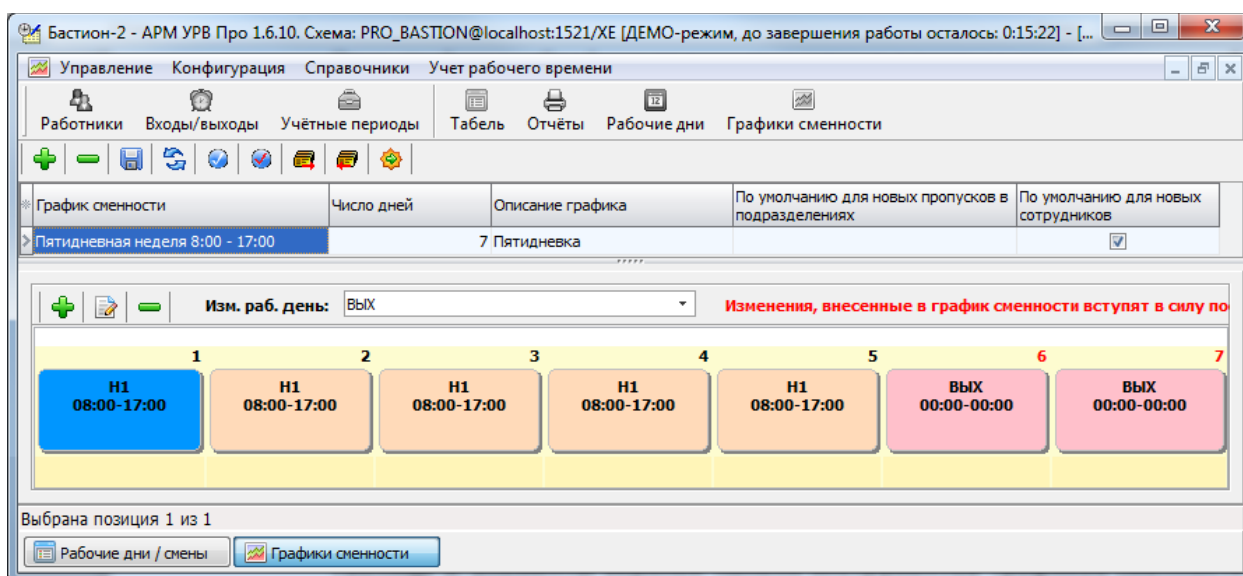 Бастион-2 - АРМ УРВ Про 1.6.10. Схема: PRO_BASTION@localhost:1521/XE [ДЕМО-режим, до завершения работы осталось: 0:15:22] - [...
Управление Конфигурация Справочники Учет рабочего времени
Работники Входы/выходы Учётные периоды Табель Отчёты Рабочие дни Графики сменности
График сменности Число дней Описание графика По умолчанию для новых пропусков в подразделениях По умолчанию для новых сотрудников
Пятидневная неделя 8:00 - 17:00 7 Пятидневка
Изм. раб. день: ВЫХ Изменения, внесенные в график сменности вступят в силу по
1 2 3 4 5 6 7
Н1 Н1 Н1 Н1 Н1 ВЫХ ВЫХ
08:00-17:00 08:00-17:00 08:00-17:00 08:00-17:00 08:00-17:00 00:00-00:00 00:00-00:00
Выбрана позиция 1 из 1
Рабочие дни / смены Графики сменности